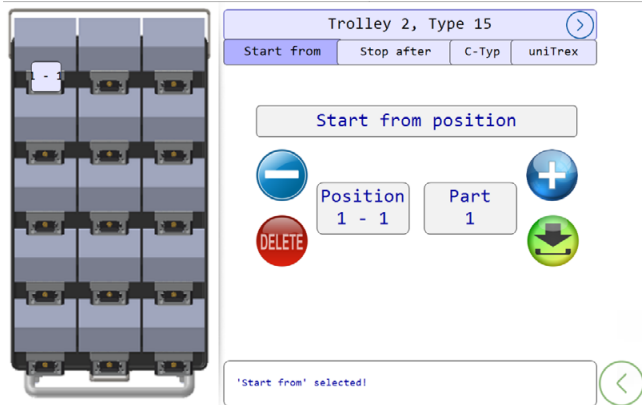 Trolley 2, Type 15
Start from
Stop after
C-Typ
uniTrex
1 - 1
Start from position
Position
1 - 1
Part
1
DELETE
'Start from' selected!